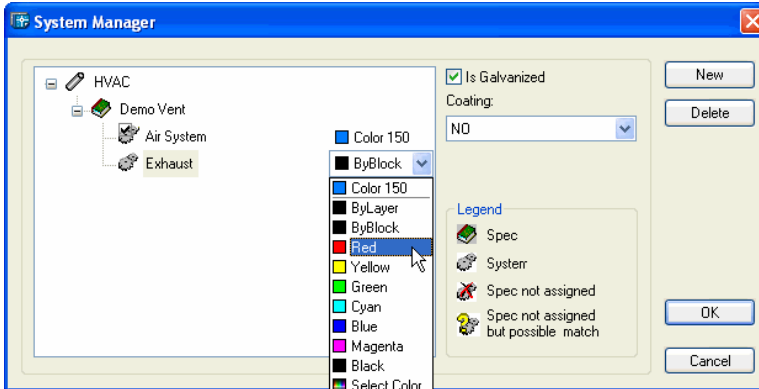 System Manager
HVAC
Demo Vent
Air System
Color 150
Exhaust
ByBlock
Color 150
ByLayer
ByBlock
Red
Yellow
Green
Cyan
Blue
Magenta
Black
Select Color
Is Galvanized
Coating:
NO
Legend
Spec
System
Spec not assigned
Spec not assigned
but possible match
New
Delete
OK
Cancel